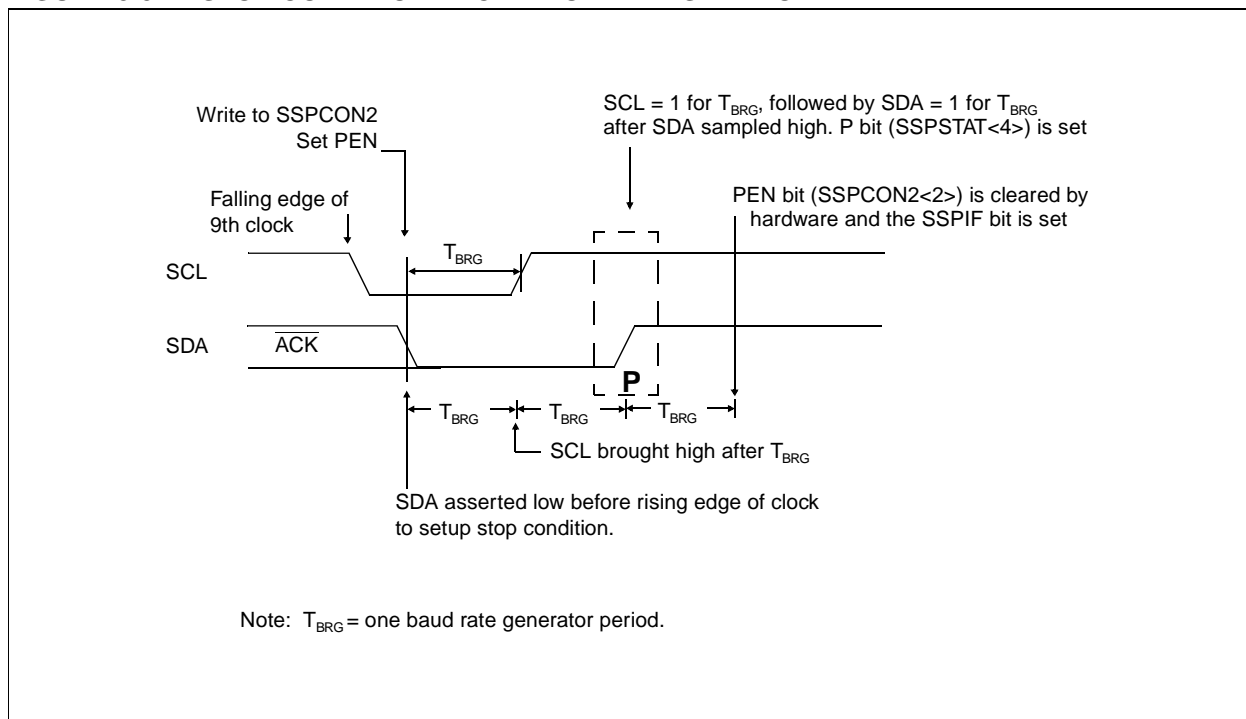 Write to SSPCON2
Set PEN
SCL = 1 for TBRG, followed by SDA = 1 for TBRG
after SDA sampled high. P bit (SSPSTAT<4>) is set
Falling edge of
9th clock
PEN bit (SSPCON2<2>) is cleared by
hardware and the SSPIF bit is set
SCL
TBRG
SDA
ACK
P
TBRG
TBRG
TBRG
SCL brought high after TBRG
SDA asserted low before rising edge of clock
to setup stop condition.
Note: TBRG = one baud rate generator period.